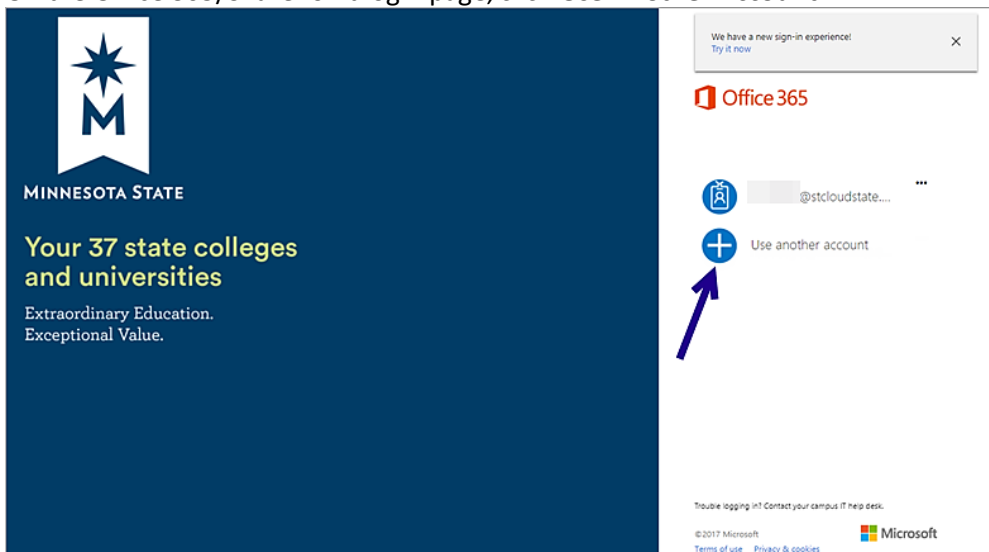 We have a new sign-in experience!
Try it now
Office 365
M
MINNESOTA STATE
@stcloudstate....
Your 37 state colleges
and universities
Use another account
Extraordinary Education.
Exceptional Value.
Trouble logging in? Contact your campus IT help desk.
©2017 Microsoft
Microsoft
Terms of use Privacy & cookies